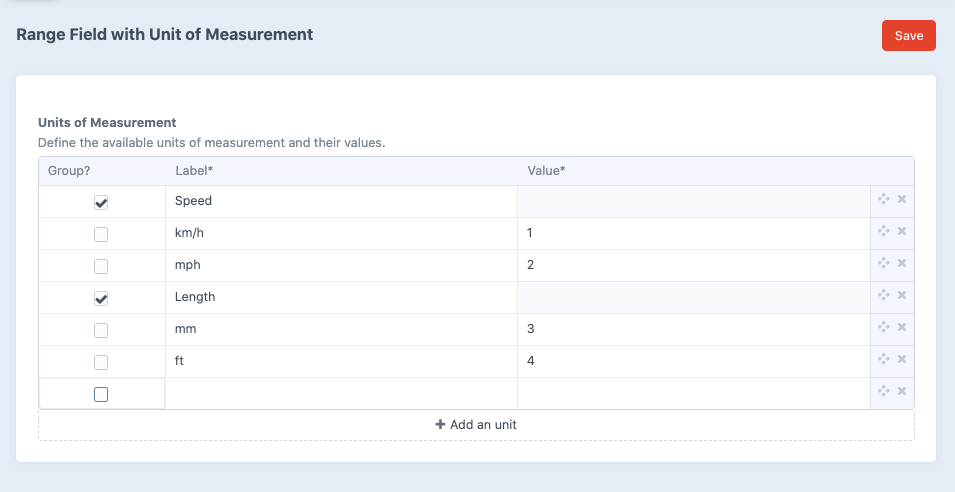 Range Field with Unit of Measurement
Save
Units of Measurement
Define the available units of measurement and their values.
Group? Label* Value*
Speed
km/h 1
mph 2
Length
mm 3
ft 4
Add an unit